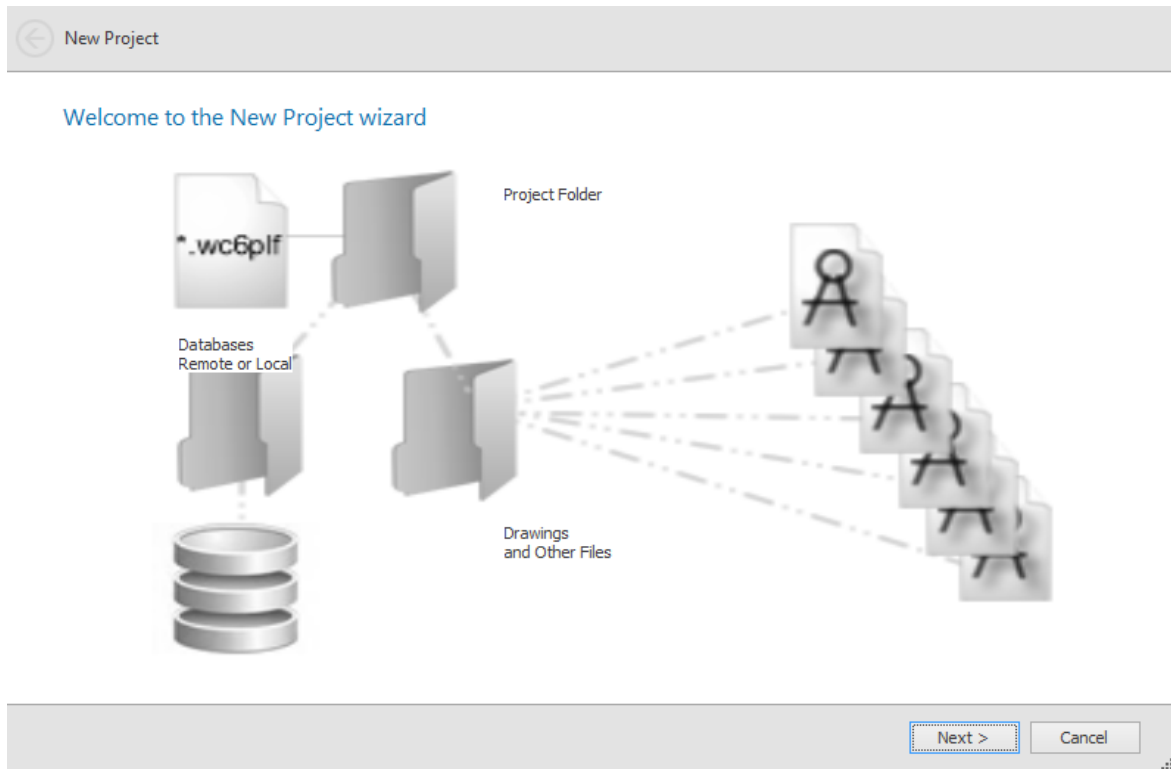 New Project
Welcome to the New Project wizard
*.wc6plf
Project Folder
Databases
Remote or Local
Drawings
and Other Files
Next >
Cancel